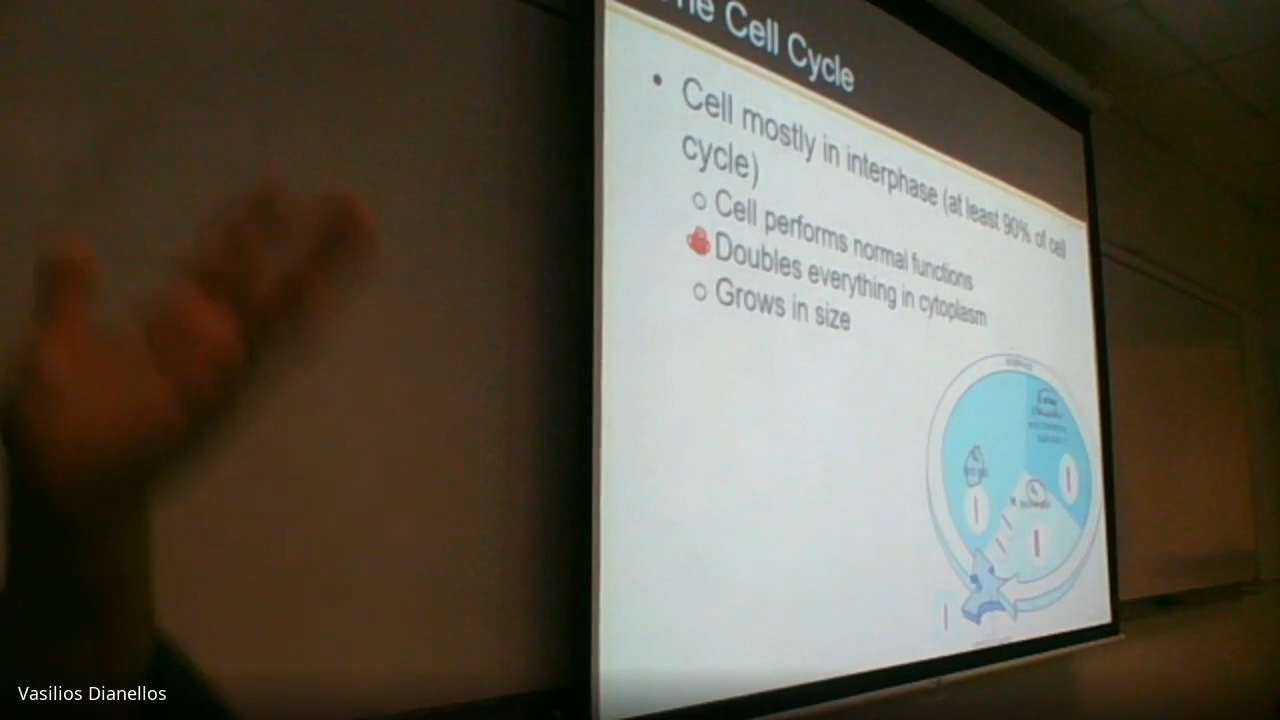 The Cell Cycle
• Cell mostly in interphase (at least 90% of cell
cycle)
o Cell performs normal functions
Doubles everything in cytoplasm
o Grows in size
Vasilios Dianellos